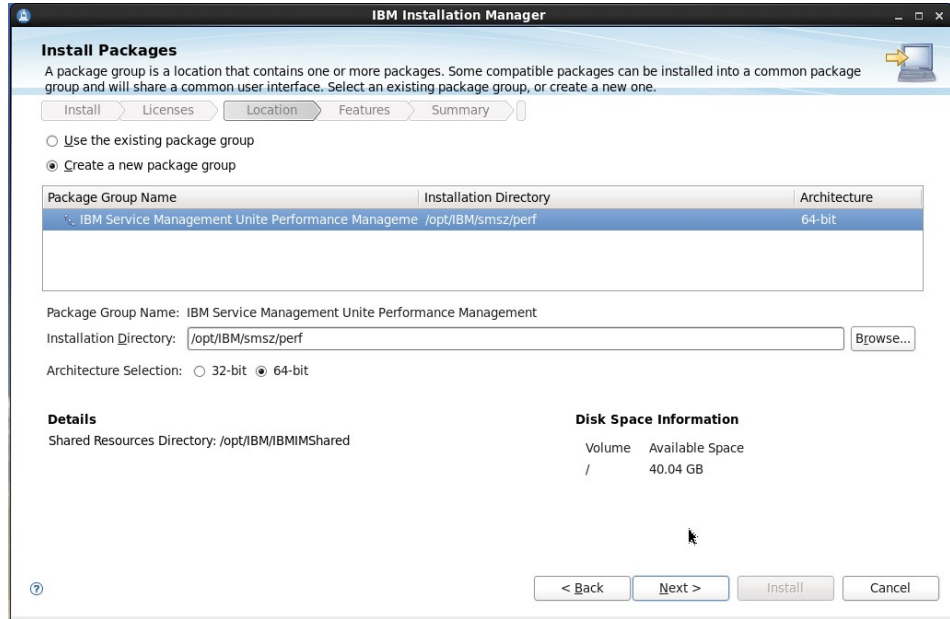 IBM Installation Manager
Install Packages
A package group is a location that contains one or more packages. Some compatible packages can be installed into a common package
group and will share a common user interface. Select an existing package group, or create a new one.
Install Licenses Location Features Summary
Use the existing package group
Create a new package group
Package Group Name Installation Directory Architecture
IBM Service Management Unite Performance Manageme /opt/IBM/smsz/perf 64-bit
Package Group Name: IBM Service Management Unite Performance Management
Installation Directory: /opt/IBM/smsz/perf Browse...
Architecture Selection: 32-bit 64-bit
Details Disk Space Information
Shared Resources Directory: /opt/IBM/IBMIMShared
Volume Available Space
/ 40.04 GB
? < Back Next > Install Cancel